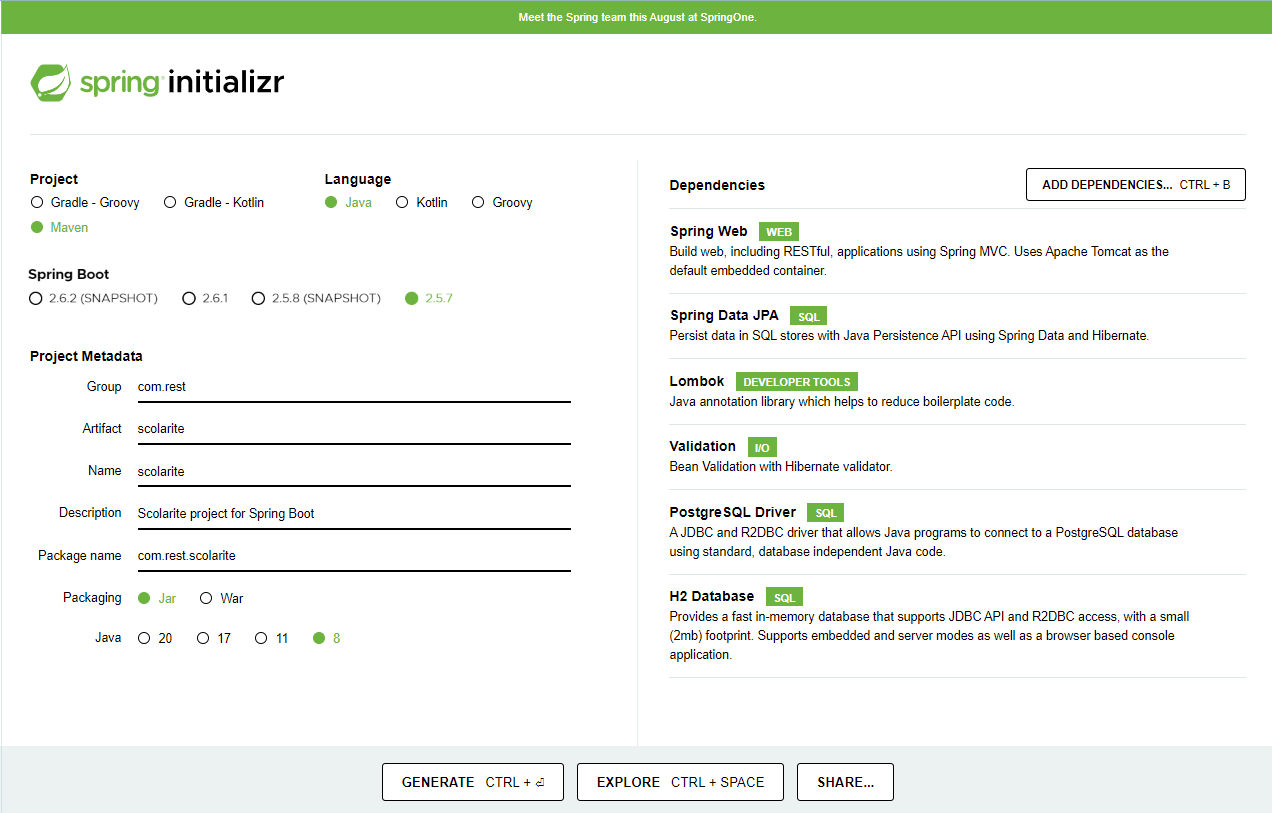 Meet the Spring team this August at SpringOne.
spring initializr
Project
Gradle - Groovy Gradle - Kotlin
Maven
Language
Java Kotlin Groovy
Spring Boot
2.6.2 (SNAPSHOT) 2.6.1 2.5.8 (SNAPSHOT) 2.5.7
Project Metadata
Group com.rest
Artifact scolarite
Name scolarite
Description Scolarite project for Spring Boot
Package name com.rest.scolarite
Packaging Jar War
Java 20 17 11 8
Dependencies ADD DEPENDENCIES... CTRL + B
Spring Web WEB
Build web, including RESTful, applications using Spring MVC. Uses Apache Tomcat as the
default embedded container.
Spring Data JPA SQL
Persist data in SQL stores with Java Persistence API using Spring Data and Hibernate.
Lombok DEVELOPER TOOLS
Java annotation library which helps to reduce boilerplate code.
Validation I/O
Bean Validation with Hibernate validator.
PostgreSQL Driver SQL
A JDBC and R2DBC driver that allows Java programs to connect to a PostgreSQL database
using standard, database independent Java code.
H2 Database SQL
Provides a fast in-memory database that supports JDBC API and R2DBC access, with a small
(2mb) footprint. Supports embedded and server modes as well as a browser based console
application.
GENERATE CTRL + ⏎ EXPLORE CTRL + SPACE SHARE...